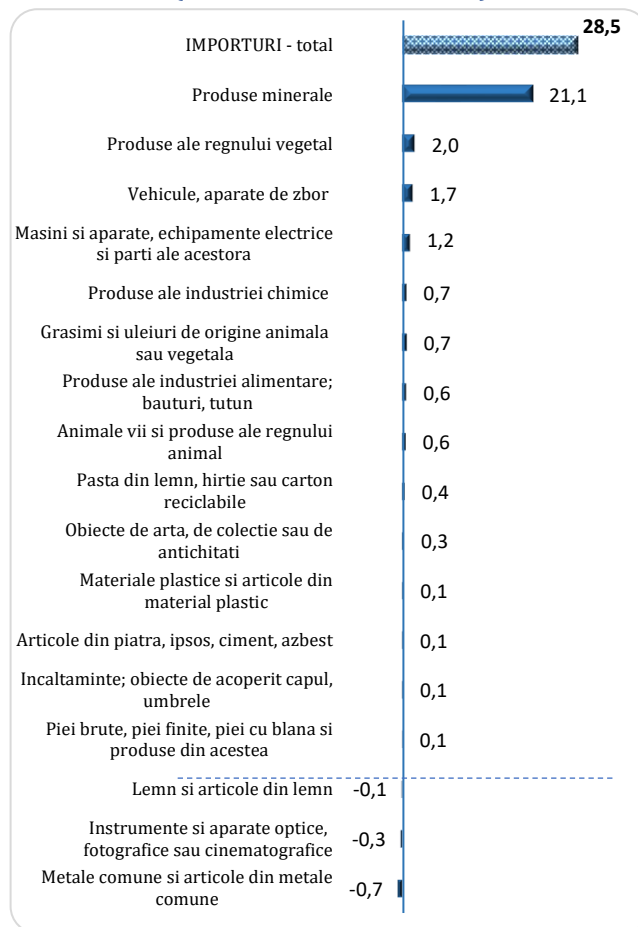 IMPORTURI - total
28,5
Produse minerale
21,1
Produse ale regnului vegetal
2,0
Vehicule, aparate de zbor
1,7
Masini si aparate, echipamente electrice
si parti ale acestora
1,2
Produse ale industriei chimice
0,7
Grasimi si uleiuri de origine animala
sau vegetala
0,7
Produse ale industriei alimentare;
bauturi, tutun
0,6
Animale vii si produse ale regnului
animal
0,6
Pasta din lemn, hirtie sau carton
reciclabile
0,4
Obiecte de arta, de colectie sau de
antichitati
0,3
Materiale plastice si articole din
material plastic
0,1
Articole din piatra, ipsos, ciment, azbest
0,1
Incaltaminte; obiecte de acoperit capul,
umbrele
0,1
Piei brute, piei finite, piei cu blana si
produse din acestea
0,1
Lemn si articole din lemn
-0,1
Instrumente si aparate optice,
fotografice sau cinematografice
-0,3
Metale comune si articole din metale
comune
-0,7